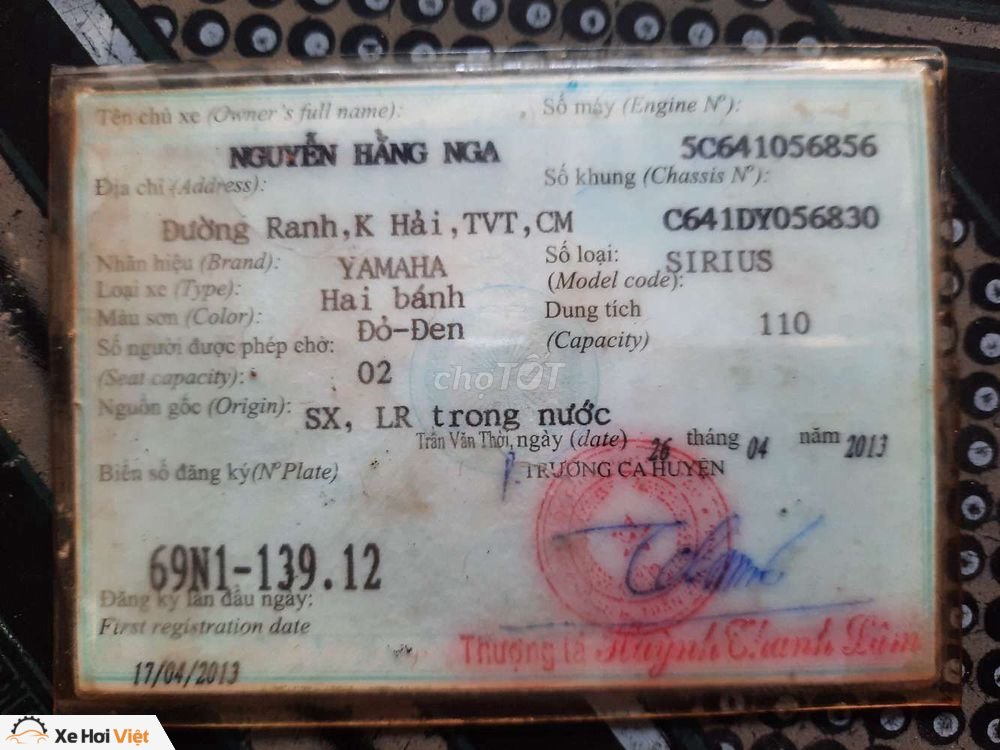 Tên chủ xe (Owner's full name):
NGUYỄN HẰNG NGA
Địa chỉ (Address):
Đường Ranh,K Hải,TVT,CM
Nhãn hiệu (Brand): YAMAHA
Loại xe (Type): Hai bánh
Màu sơn (Color): Đỏ-Đen
Số người được phép chở:
(Seat capacity): 02
Nguồn gốc (Origin): SX, LR trong nước
Số máy (Engine Nº):
5C641056856
Số khung (Chassis Nº):
C641DY056830
Số loại: SIRIUS
(Model code):
Dung tích
(Capacity) 110
choTỐT
Trần Văn Thời, ngày (date) 26 tháng 04 năm 2013
TRƯỞNG CA HUYỆN
Biển số đăng ký(Nº Plate)
69N1-139.12
Đăng ký lần đầu ngày:
First registration date
17/04/2013
Thượng tá Huỳnh Thanh Lâm
Xe Hơi Việt